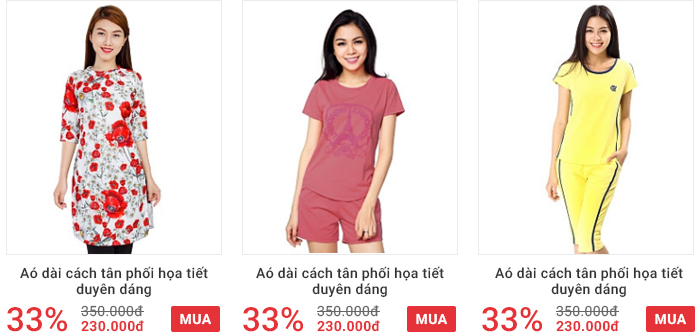 Aó dài cách tân phối họa tiết
duyên dáng
33%
350.000đ
230.000đ
MUA
Aó dài cách tân phối họa tiết
duyên dáng
33%
350.000đ
230.000đ
MUA
Aó dài cách tân phối họa tiết
duyên dáng
33%
350.000đ
230.000đ
MUA